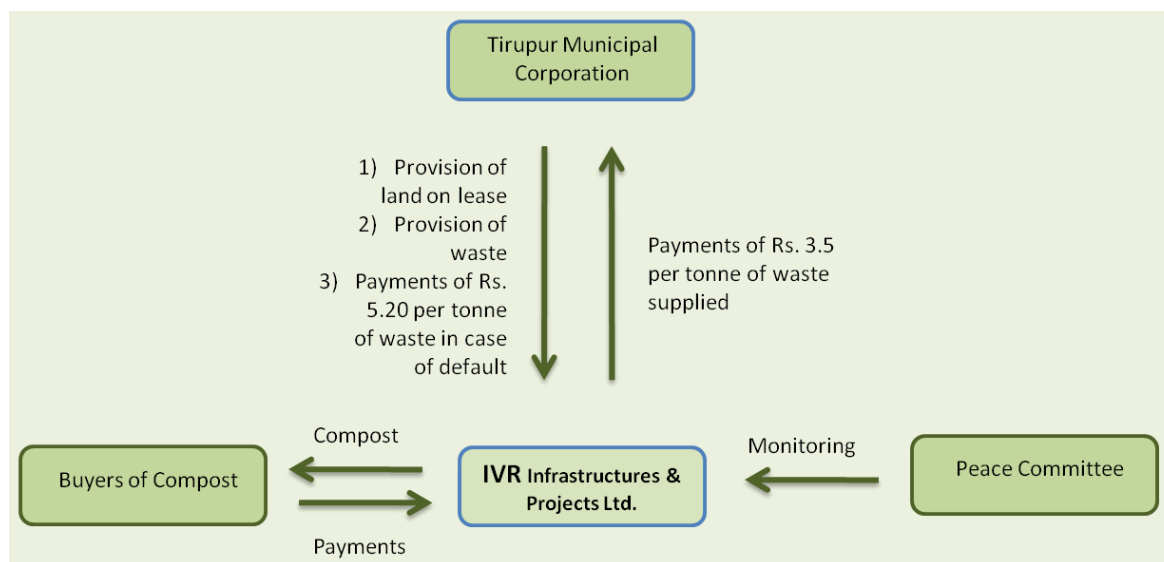 Tirupur Municipal
Corporation
1) Provision of
land on lease
2) Provision of
waste
3) Payments of Rs.
5.20 per tonne
of waste in case
of default
Payments of Rs. 3.5
per tonne of waste
supplied
Compost
Monitoring
Buyers of Compost
IVR Infrastructures &
Projects Ltd.
Peace Committee
Payments